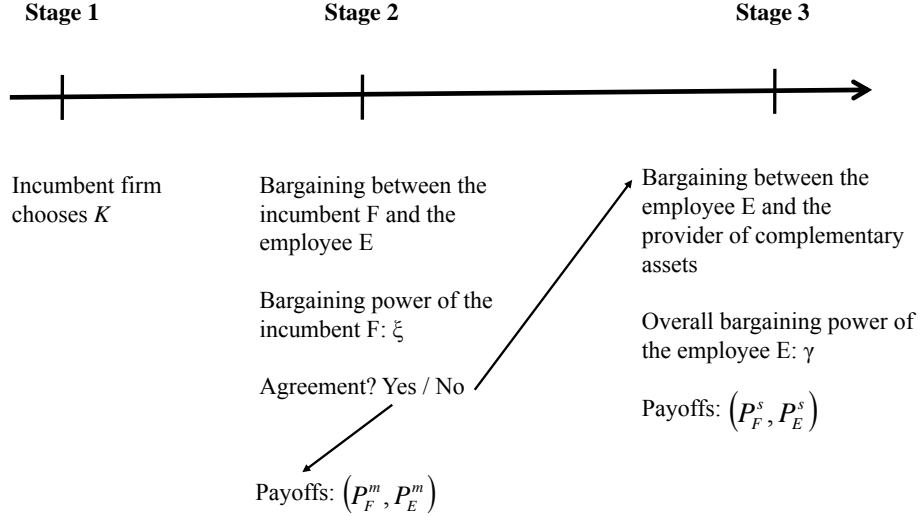 Stage 1
Stage 2
Stage 3
Incumbent firm
chooses K
Bargaining between the
incumbent F and the
employee E
Bargaining power of the
incumbent F: ξ
Agreement? Yes / No
Payoffs: (P_F^m, P_E^m)
Bargaining between the
employee E and the
provider of complementary
assets
Overall bargaining power of
the employee E: γ
Payoffs: (P_F^s, P_E^s)